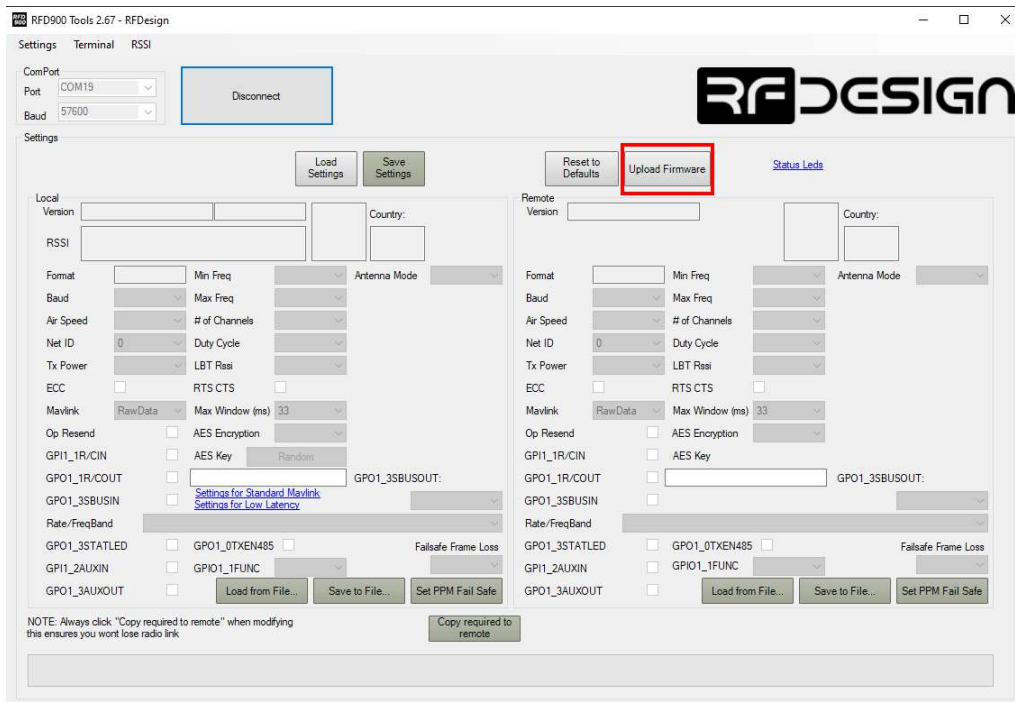 RFD900 Tools 2.67 - RFDesign
Settings Terminal RSSI
ComPort
Port COM19
Baud 57600
Disconnect
RFDESIGN
Settings
Load Settings
Save Settings
Reset to Defaults
Upload Firmware
Status Leds
Local
Version
Country:
RSSI
Format Min Freq Antenna Mode
Baud Max Freq
Air Speed # of Channels
Net ID 0 Duty Cycle
Tx Power LBT Rssi
ECC RTS CTS
Mavlink RawData Max Window (ms) 33
Op Resend AES Encryption
GPI1_1R/CIN AES Key Random
GPO1_1R/COUT GPO1_3SBUSOUT:
GPO1_3SBUSIN Settings for Standard Mavlink
Settings for Low Latency
Rate/FreqBand
GPO1_3STATLED GPO1_0TXEN485 Failsafe Frame Loss
GPI1_2AUXIN GPIO1_1FUNC
GPO1_3AUXOUT Load from File... Save to File... Set PPM Fail Safe
Remote
Version
Country:
Format Min Freq Antenna Mode
Baud Max Freq
Air Speed # of Channels
Net ID 0 Duty Cycle
Tx Power LBT Rssi
ECC RTS CTS
Mavlink RawData Max Window (ms) 33
Op Resend AES Encryption
GPI1_1R/CIN AES Key
GPO1_1R/COUT GPO1_3SBUSOUT:
GPO1_3SBUSIN
Rate/FreqBand
GPO1_3STATLED GPO1_0TXEN485 Failsafe Frame Loss
GPI1_2AUXIN GPIO1_1FUNC
GPO1_3AUXOUT Load from File... Save to File... Set PPM Fail Safe
NOTE: Always click "Copy required to remote" when modifying
this ensures you wont lose radio link
Copy required to
remote